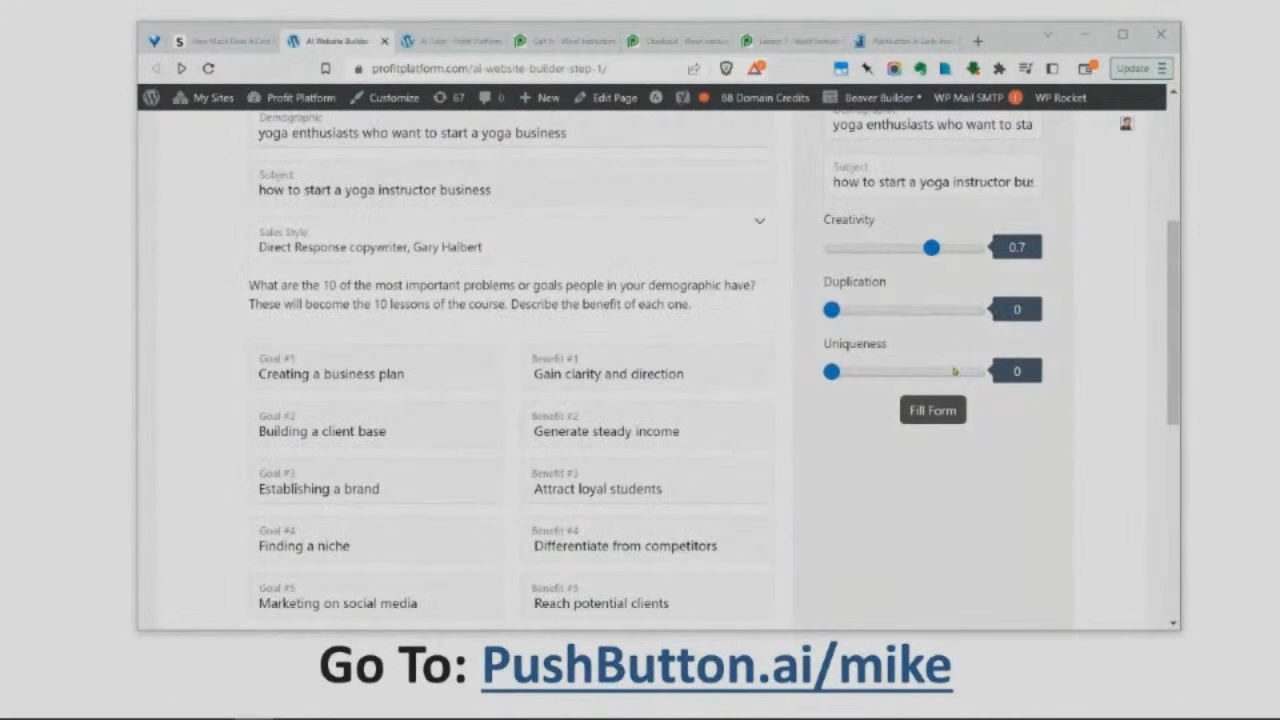 AI Website Builder
profitplatform.com/ai-website-builder-step-1/
Update
My Sites
Profit Platform
Customize
67
0
New
Edit Page
88 Domain Credits
Beaver Builder
WP Mail SMTP
WP Rocket
Demographic
yoga enthusiasts who want to start a yoga business
Subject
how to start a yoga instructor business
Sales Style
Direct Response copywriter, Gary Halbert
What are the 10 of the most important problems or goals people in your demographic have?
These will become the 10 lessons of the course. Describe the benefit of each one.
Goal #1
Creating a business plan
Benefit #1
Gain clarity and direction
Goal #2
Building a client base
Benefit #2
Generate steady income
Goal #3
Establishing a brand
Benefit #3
Attract loyal students
Goal #4
Finding a niche
Benefit #4
Differentiate from competitors
Goal #5
Marketing on social media
Benefit #5
Reach potential clients
yoga enthusiasts who want to sta
Subject
how to start a yoga instructor bus
Creativity
0.7
Duplication
0
Uniqueness
0
Fill Form
Go To: PushButton.ai/mike